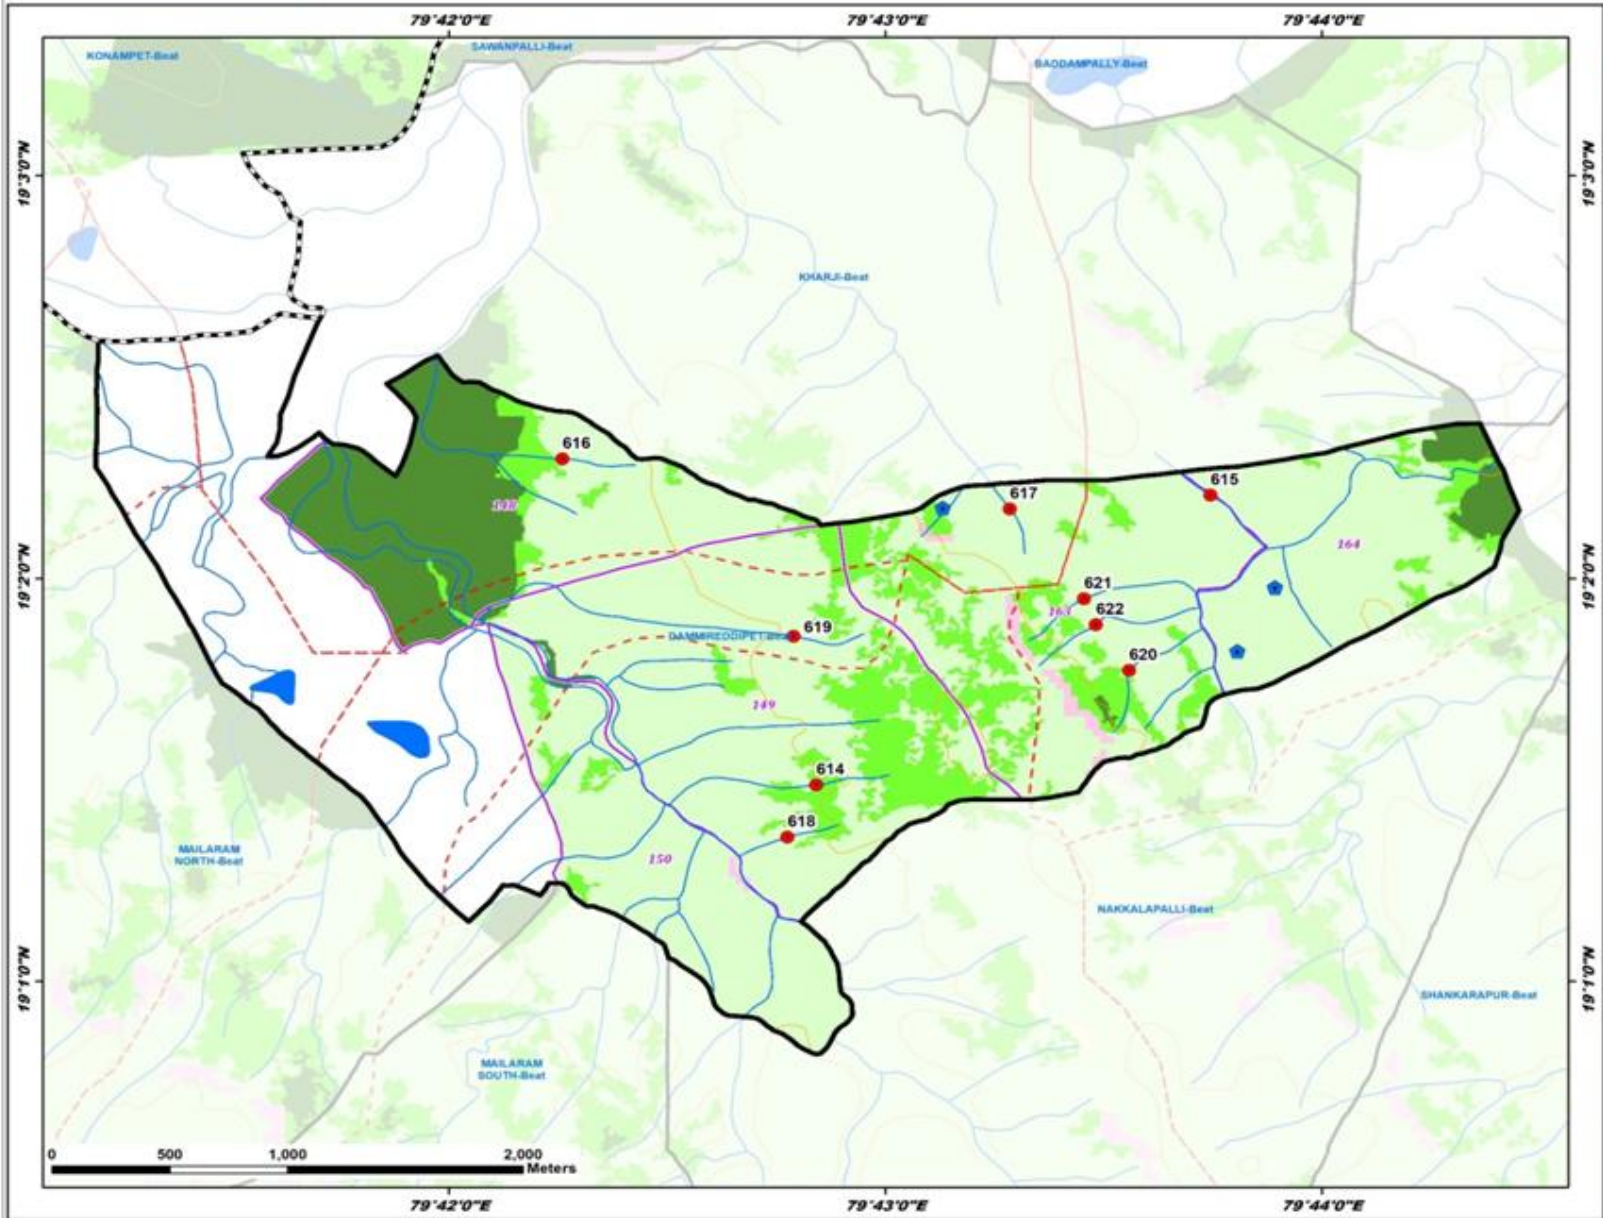 79°42'0"E
79°43'0"E
79°44'0"E
KONAMPET-Beat
SAWANPALLI-Beat
BADDAMPALLY-Beat
19°3'0"N
19°3'0"N
KHARJI-Beat
616
148
617
615
164
19°2'0"N
19°2'0"N
621
163
622
DAMMIREDDIPET-Beat
619
620
149
614
618
150
MAILARAM
NORTH-Beat
NAKKALAPALLI-Beat
19°1'0"N
19°1'0"N
SHANKARAPUR-Beat
MAILARAM
SOUTH-Beat
0 500 1,000 2,000
Meters
79°42'0"E
79°43'0"E
79°44'0"E